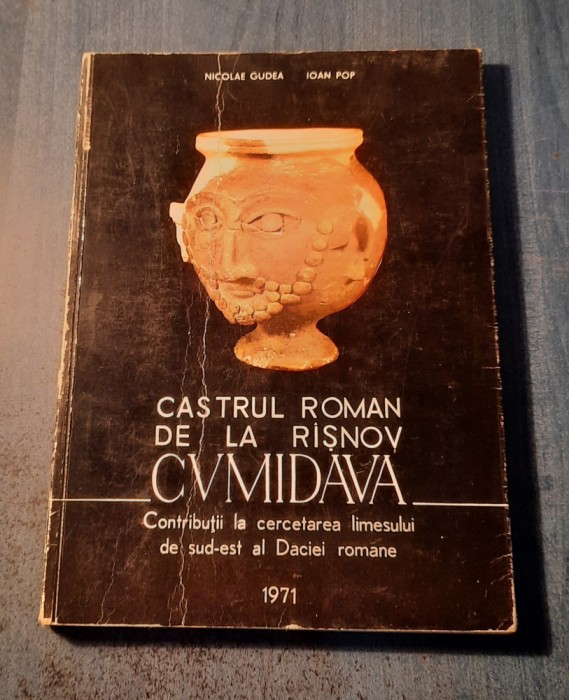 NICOLAE GUDEA IOAN POP
CASTRUL ROMAN
DE LA RÎŞNOV
CVMIDAVA
Contribuţii la cercetarea limesului
de sud-est al Daciei romane
1971